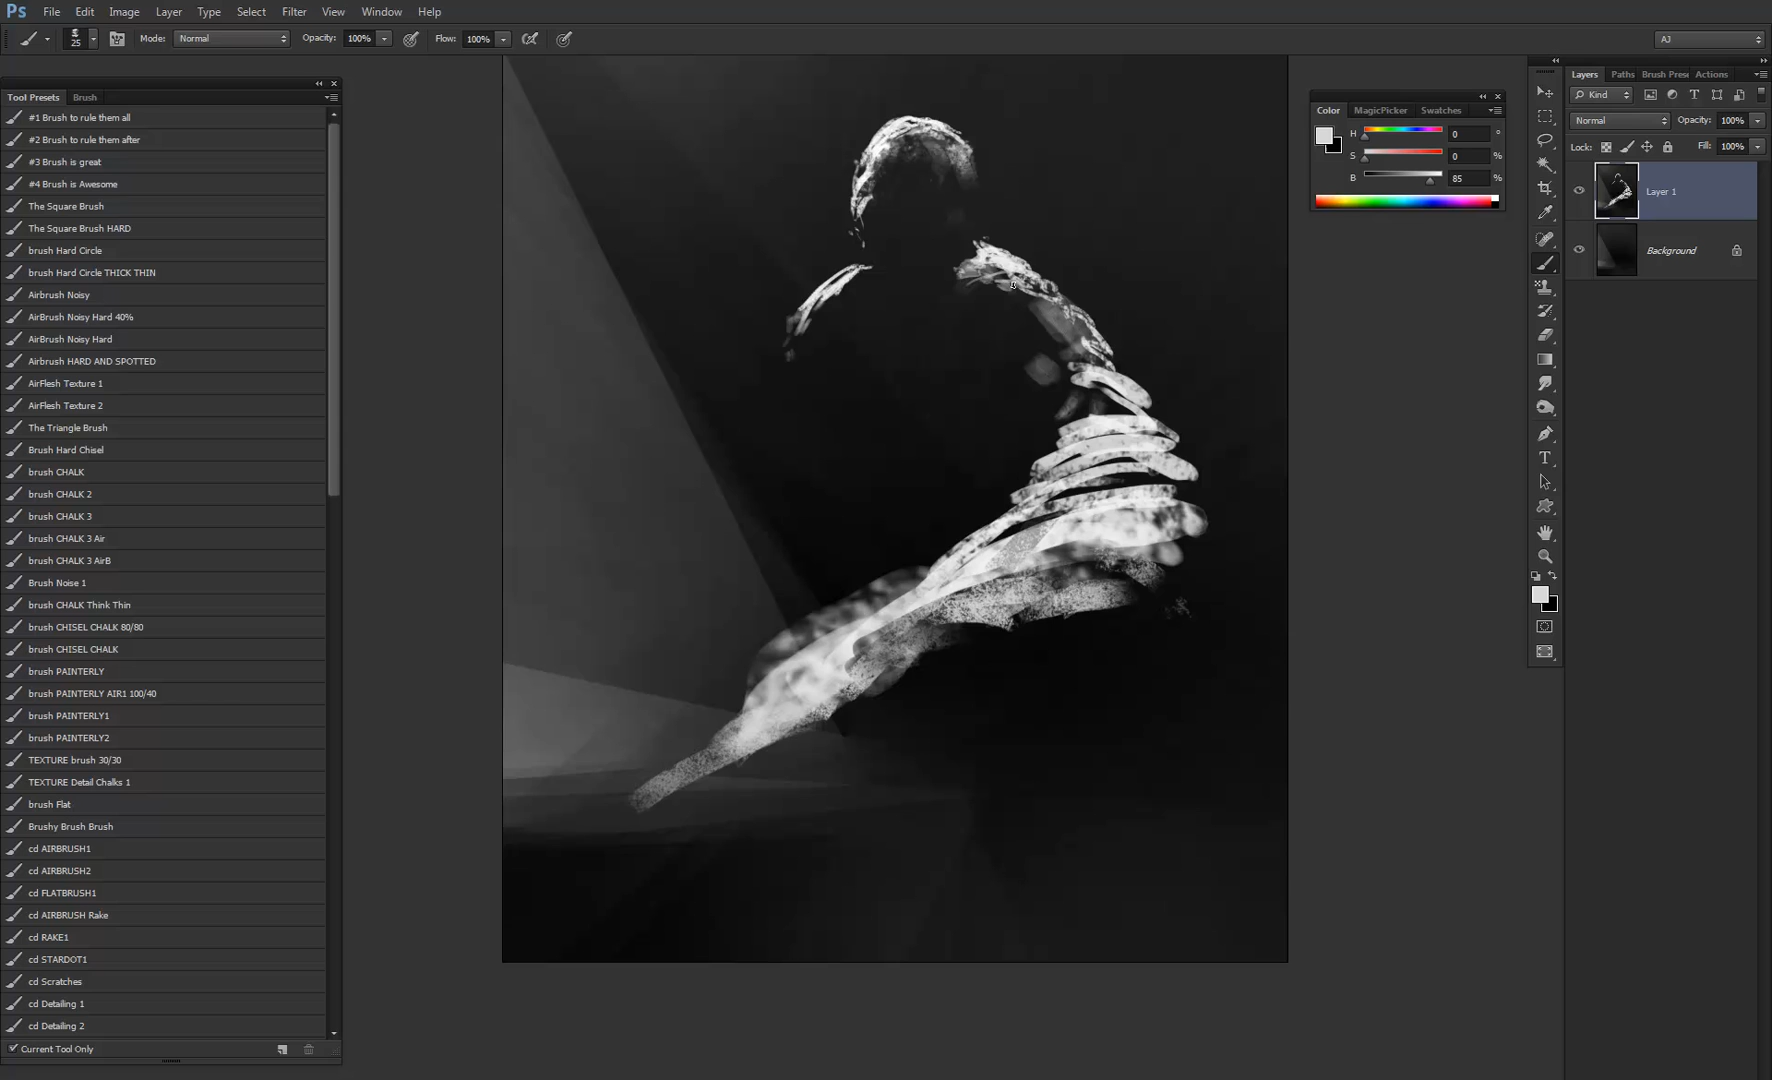 Ps File Edit Image Layer Type Select Filter View Window Help
25 Mode: Normal Opacity: 100% Flow: 100% AJ
Tool Presets Brush
#1 Brush to rule them all
#2 Brush to rule them after
#3 Brush is great
#4 Brush is Awesome
The Square Brush
The Square Brush HARD
brush Hard Circle
brush Hard Circle THICK THIN
Airbrush Noisy
AirBrush Noisy Hard 40%
AirBrush Noisy Hard
Airbrush HARD AND SPOTTED
AirFlesh Texture 1
AirFlesh Texture 2
The Triangle Brush
Brush Hard Chisel
brush CHALK
brush CHALK 2
brush CHALK 3
brush CHALK 3 Air
brush CHALK 3 AirB
Brush Noise 1
brush CHALK Think Thin
brush CHISEL CHALK 80/80
brush CHISEL CHALK
brush PAINTERLY
brush PAINTERLY AIR1 100/40
brush PAINTERLY1
brush PAINTERLY2
TEXTURE brush 30/30
TEXTURE Detail Chalks 1
brush Flat
Brushy Brush Brush
cd AIRBRUSH1
cd AIRBRUSH2
cd FLATBRUSH1
cd AIRBRUSH Rake
cd RAKE1
cd STARDOT1
cd Scratches
cd Detailing 1
cd Detailing 2
Current Tool Only
Color MagicPicker Swatches
H 0 °
S 0 %
B 85 %
Layers Paths Brush Pres Actions
Kind
Normal Opacity: 100%
Lock: Fill: 100%
Layer 1
Background